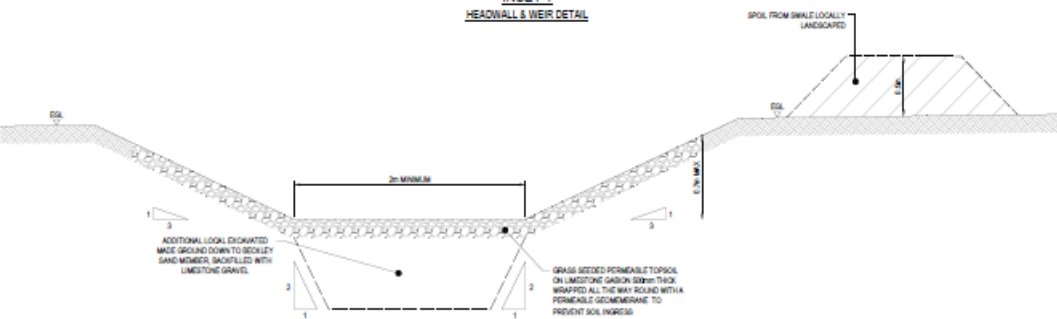 HEADWALL & WEIR DETAIL
SPOIL FROM SWALE LOCALLY
LANDSCAPED
EGL
EGL
0.5m
2m MINIMUM
0.7m MAX
1
3
1
3
ADDITIONAL LOCAL EXCAVATED
MADE GROUND DOWN TO BECKLEY
SAND MEMBER, BACKFILLED WITH
LIMESTONE GRAVEL
2
1
2
1
GRASS SEEDED PERMEABLE TOPSOIL
ON LIMESTONE GABION 500mm THICK
WRAPPED ALL THE WAY ROUND WITH A
PERMEABLE GEOMEMBRANE TO
PREVENT SOIL INGRESS